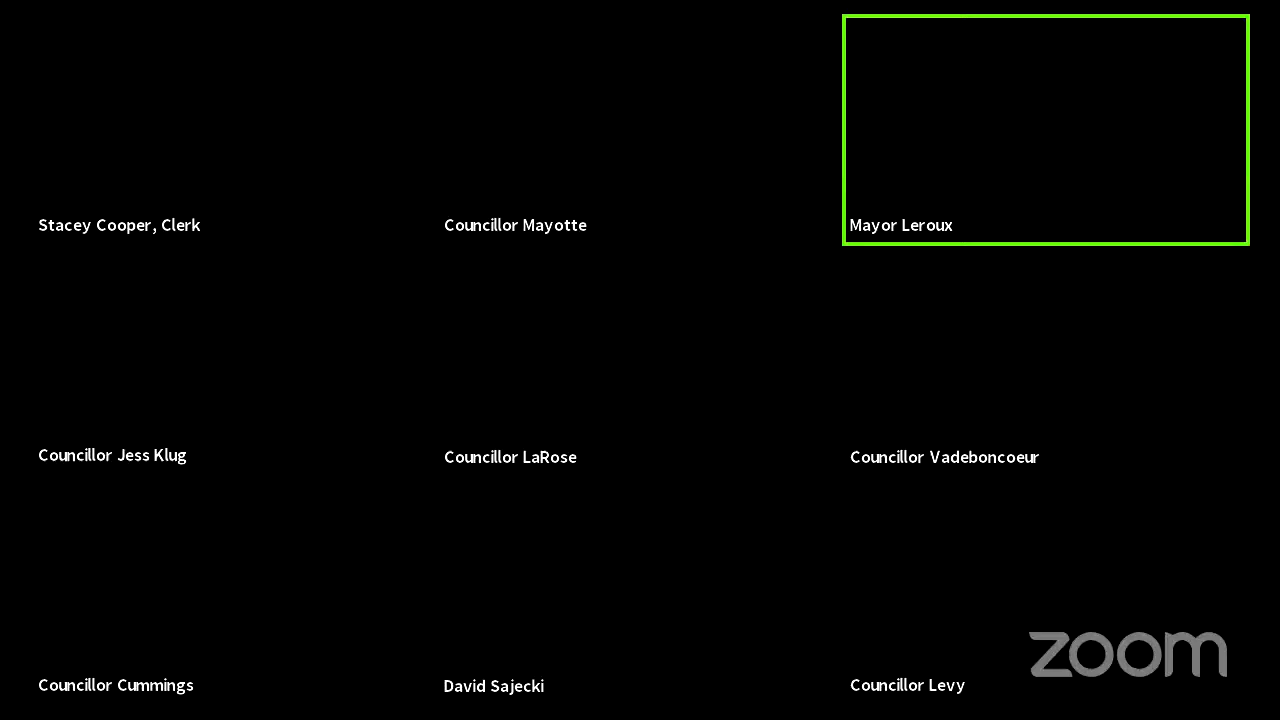 Stacey Cooper, Clerk
Councillor Mayotte
Mayor Leroux
Councillor Jess Klug
Councillor LaRose
Councillor Vadeboncoeur
Councillor Cummings
David Sajecki
Councillor Levy
zoom